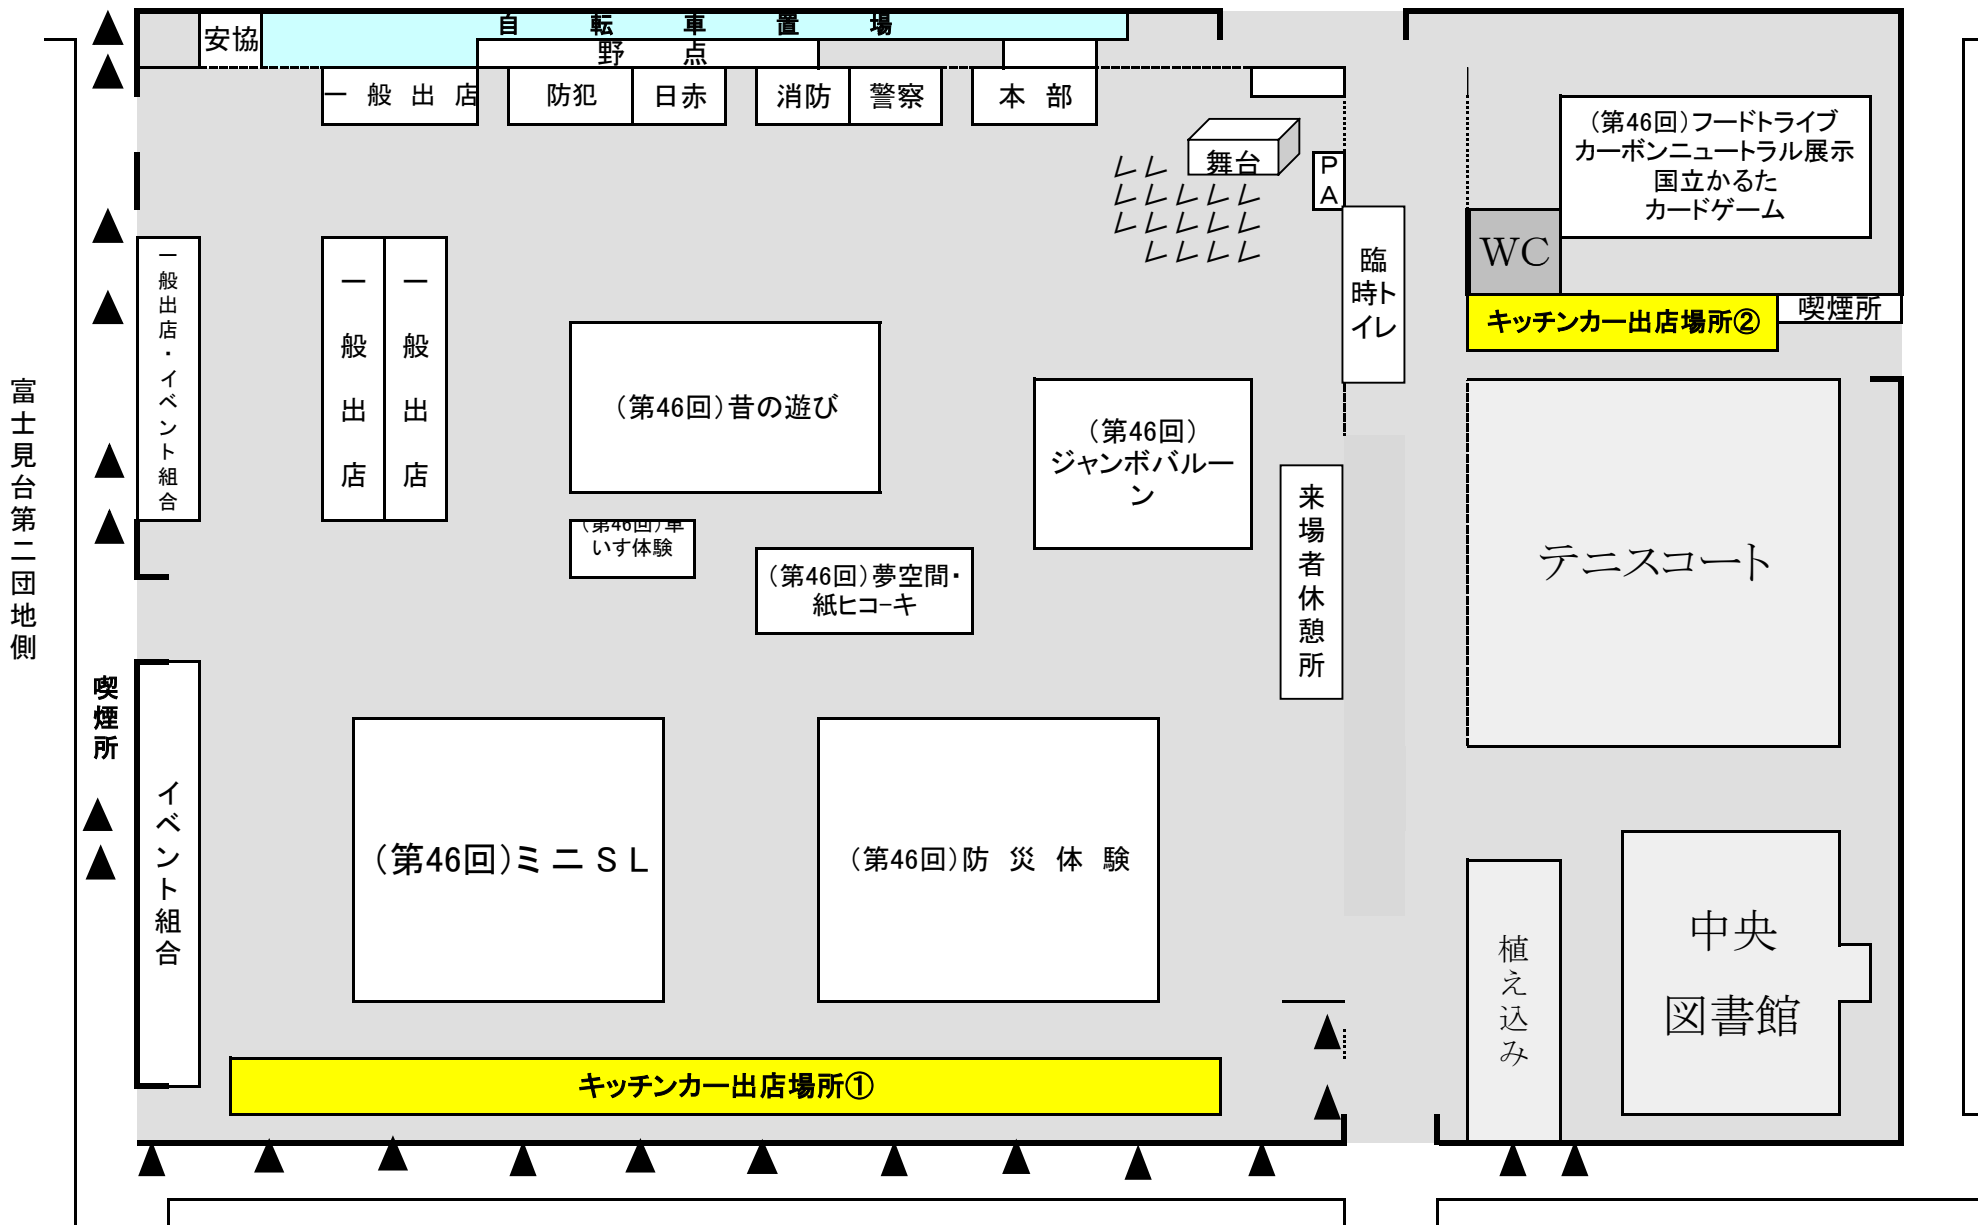 自転車置場
安協
野点
一般出店
防犯
日赤
消防
警察
本部
舞台
PA
(第46回)フードトライブ
カーボンニュートラル展示
国立かるた
カードゲーム
WC
臨時トイレ
キッチンカー出店場所②
喫煙所
一般出店・イベント組合
一般出店
一般出店
(第46回)昔の遊び
(第46回)
ジャンボバルー
ン
富士見台第二団地側
(第46回)車
いす体験
(第46回)夢空間・
紙ヒコーキ
来場者休憩所
テニスコート
喫煙所
イベント組合
(第46回)ミニSL
(第46回)防災体験
植え込み
中央
図書館
キッチンカー出店場所①